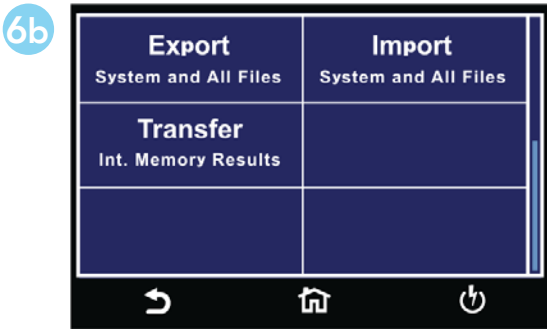 6b
Export
System and All Files
Import
System and All Files
Transfer
Int. Memory Results